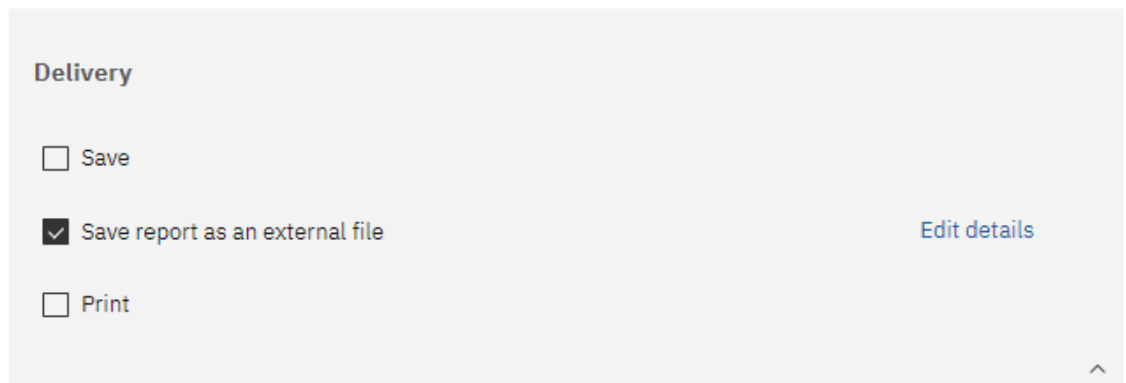 Delivery
Save
Save report as an external file Edit details
Print